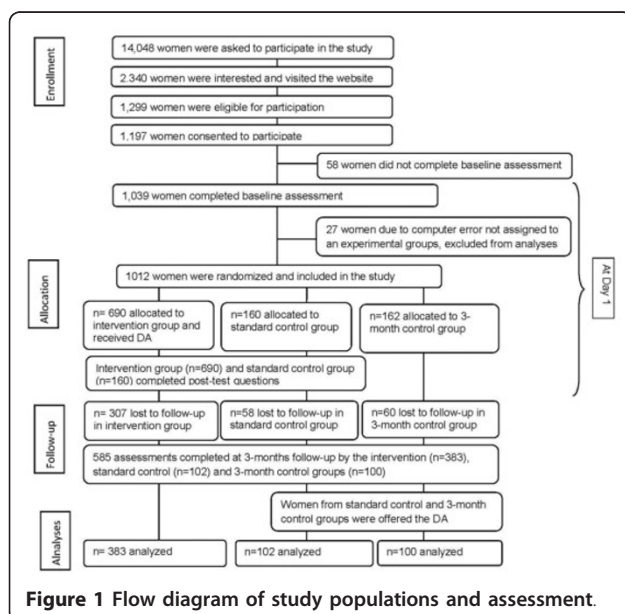 Enrollment
14,048 women were asked to participate in the study
2.340 women were interested and visited the website
1,299 women were eligible for participation
1,197 women consented to participate
58 women did not complete baseline assessment
1,039 women completed baseline assessment
27 women due to computer error not assigned to
an experimental groups, excluded from analyses
At Day 1
Allocation
1012 women were randomized and included in the study
n= 690 allocated to
intervention group and
received DA
n=160 allocated to
standard control group
n=162 allocated to 3-
month control group
Intervention group (n=690) and standard control group
(n=160) completed post-test questions
Follow-up
n= 307 lost to follow-up
in intervention group
n=58 lost to follow-up in
standard control group
n=60 lost to follow-up in
3-month control group
585 assessments completed at 3-months follow-up by the intervention (n=383),
standard control (n=102) and 3-month control groups (n=100)
Women from standard control and 3-month
control groups were offered the DA
Alnalyses
n= 383 analyzed
n=102 analyzed
n=100 analyzed
Figure 1 Flow diagram of study populations and assessment.